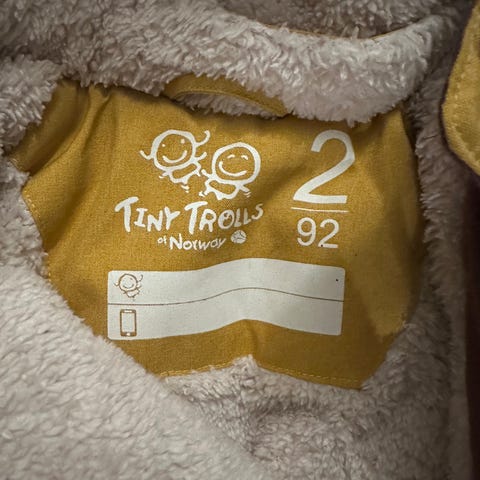 TINY TROLLS
of Norway
2
92